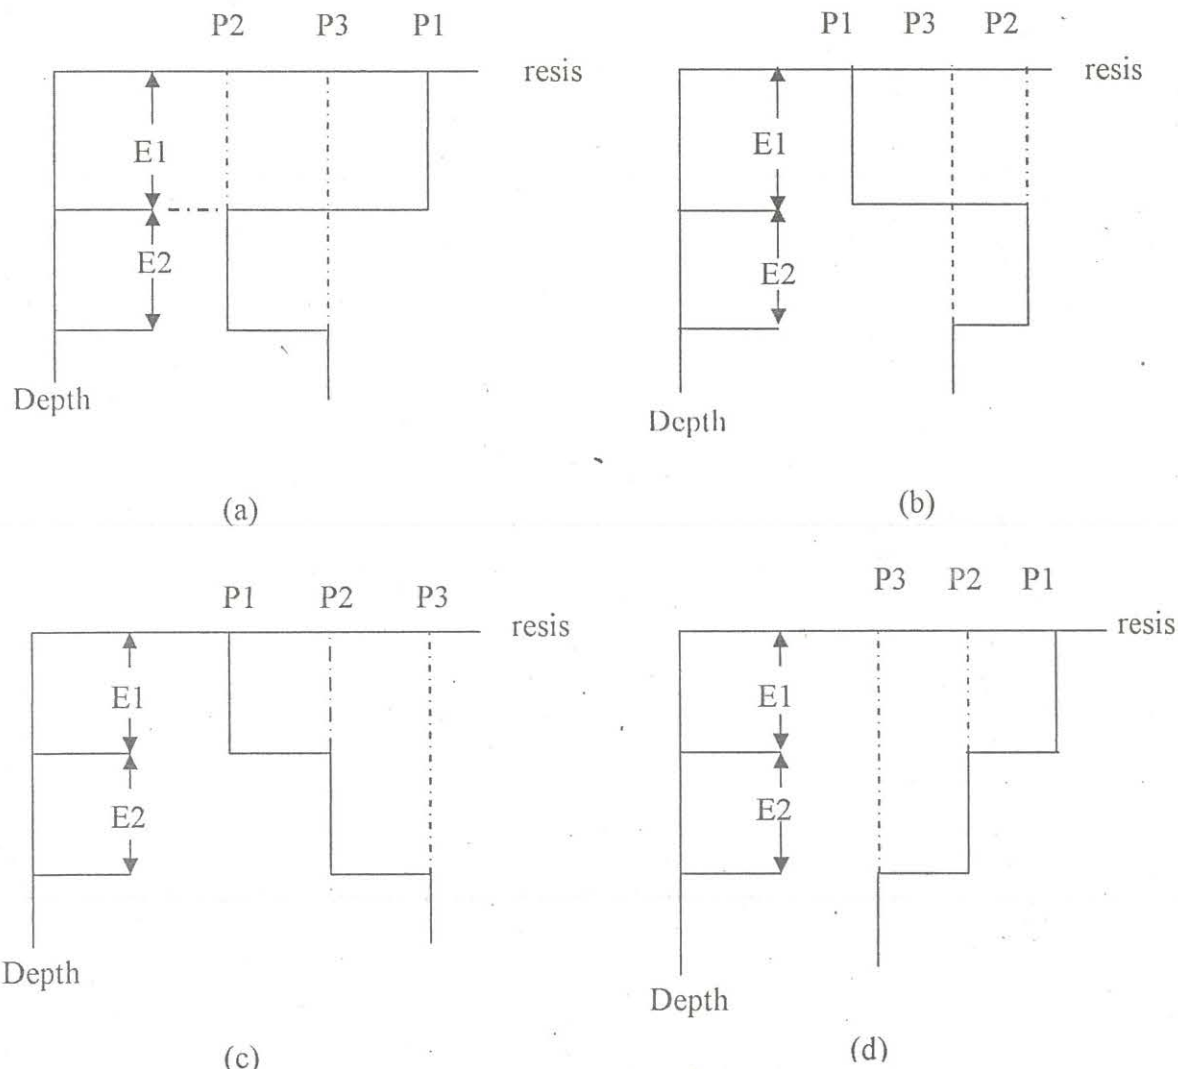 P2 P3 P1
resis
E1
E2
Depth
(a)
P1 P3 P2
resis
E1
E2
Depth
(b)
P1 P2 P3
resis
E1
E2
Depth
(c)
P3 P2 P1
resis
E1
E2
Depth
(d)